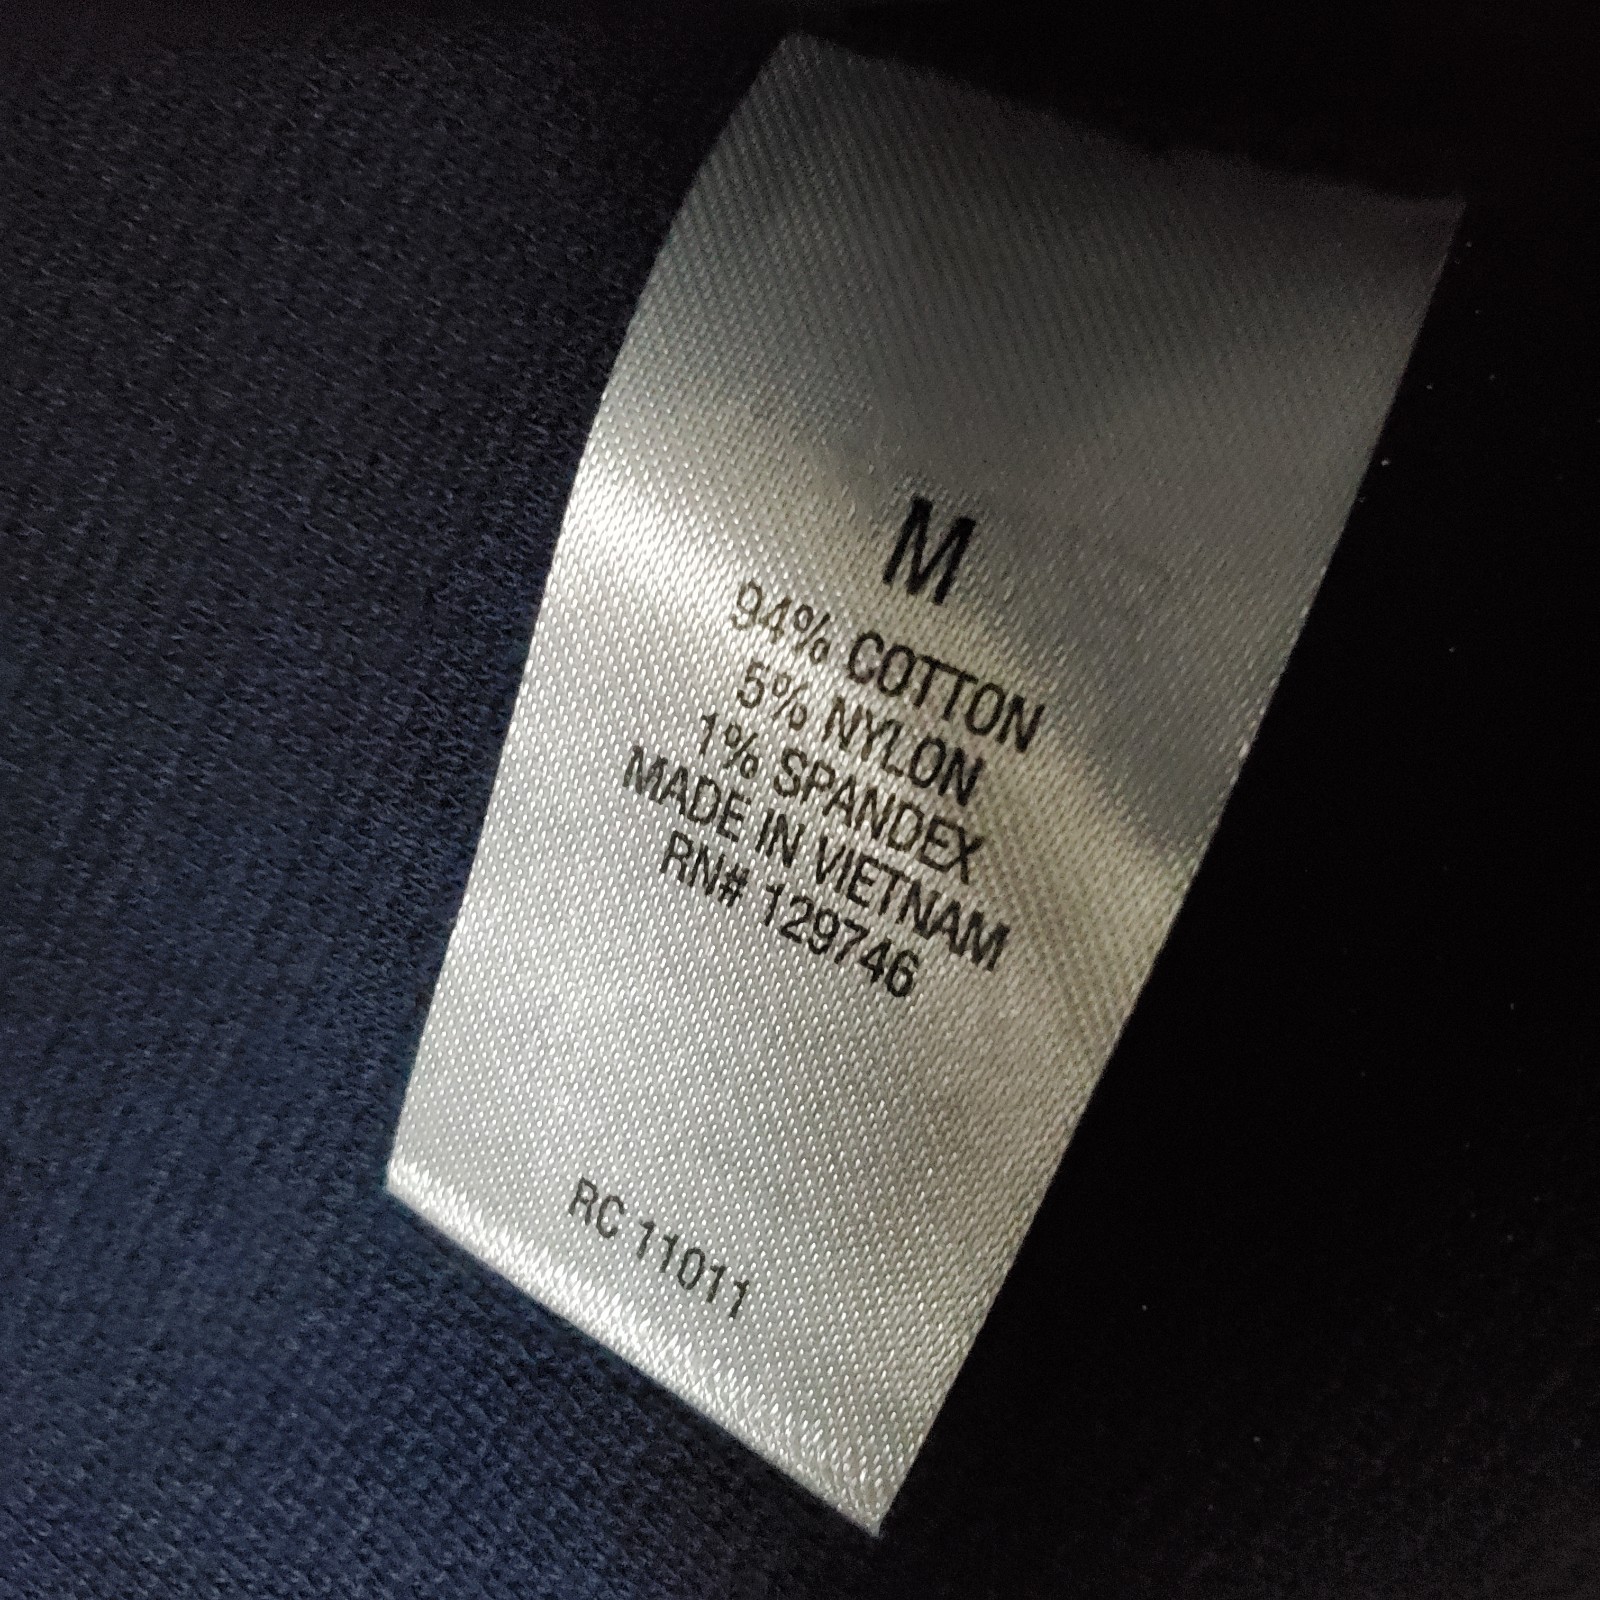 M
94% COTTON
5% NYLON
1% SPANDEX
MADE IN VIETNAM
RN# 129746
RC 11011